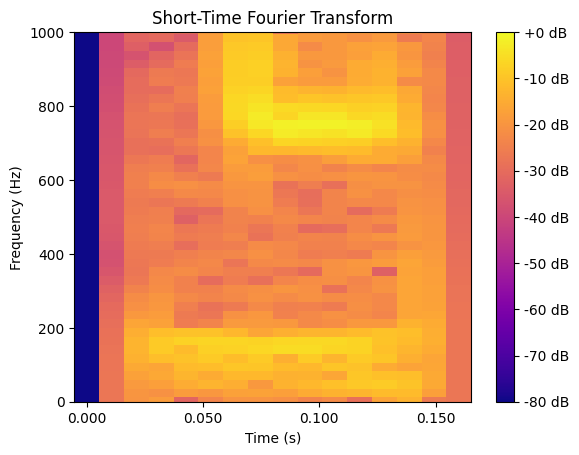 Short-Time Fourier Transform
1000
800
600
400
200
0
Frequency (Hz)
0.000
0.050
0.100
0.150
Time (s)
+0 dB
-10 dB
-20 dB
-30 dB
-40 dB
-50 dB
-60 dB
-70 dB
-80 dB